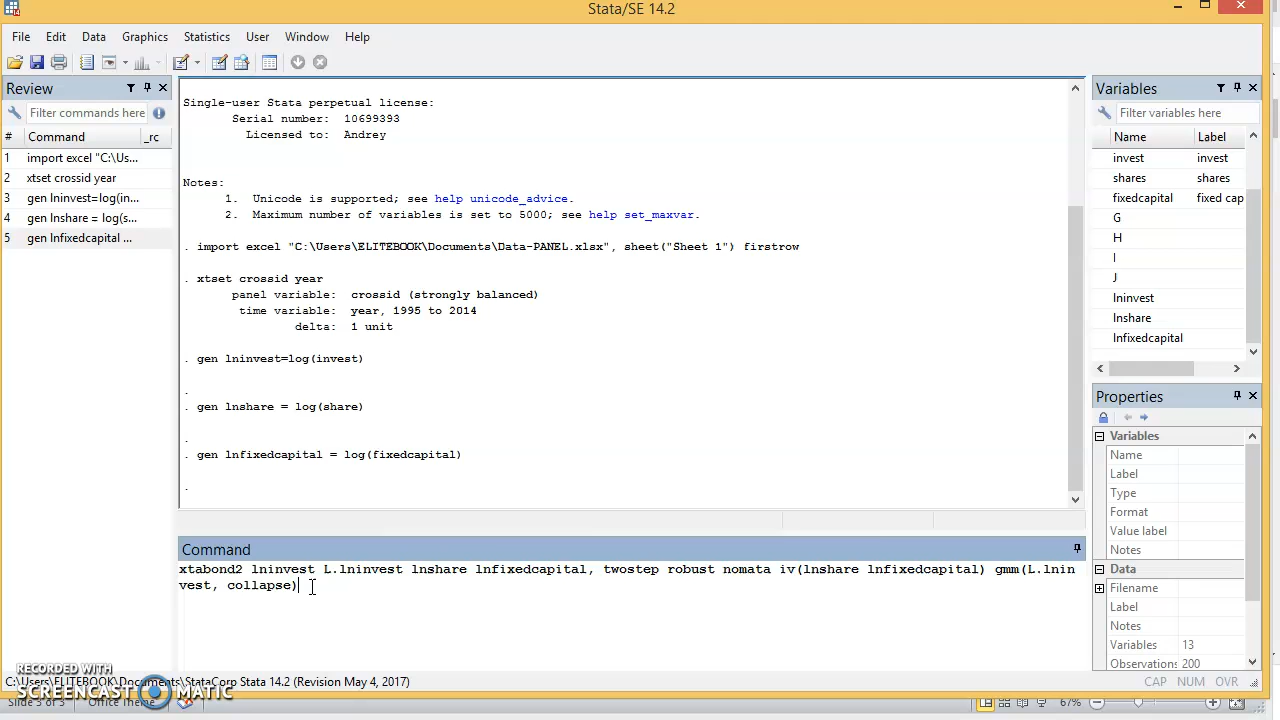 Stata/SE 14.2
File Edit Data Graphics Statistics User Window Help
Review
Filter commands here
# Command _rc
1 import excel "C:\Us...
2 xtset crossid year
3 gen lninvest=log(in...
4 gen lnshare = log(s...
5 gen lnfixedcapital ...
Single-user Stata perpetual license:
Serial number: 10699393
Licensed to: Andrey
Notes:
1. Unicode is supported; see help unicode_advice.
2. Maximum number of variables is set to 5000; see help set_maxvar.
. import excel "C:\Users\ELITEBOOK\Documents\Data-PANEL.xlsx", sheet("Sheet 1") firstrow
. xtset crossid year
panel variable: crossid (strongly balanced)
time variable: year, 1995 to 2014
delta: 1 unit
. gen lninvest=log(invest)
.
. gen lnshare = log(share)
.
. gen lnfixedcapital = log(fixedcapital)
.
Command
xtabond2 lninvest L.lninvest lnshare lnfixedcapital, twostep robust nomata iv(lnshare lnfixedcapital) gmm(L.lnin
vest, collapse)
Variables
Filter variables here
Name Label
invest invest
shares shares
fixedcapital fixed cap
G
H
I
J
lninvest
lnshare
lnfixedcapital
Properties
Variables
Name
Label
Type
Format
Value label
Notes
Data
Filename
Label
Notes
Variables 13
Observations 200
C:\Users\ELITEBOOK\Documents\StataCorp Stata 14.2 (Revision May 4, 2017)
CAP NUM OVR
RECORDED WITH
SCREENCAST MATIC
Slide 3 of 3 Office Theme 67%